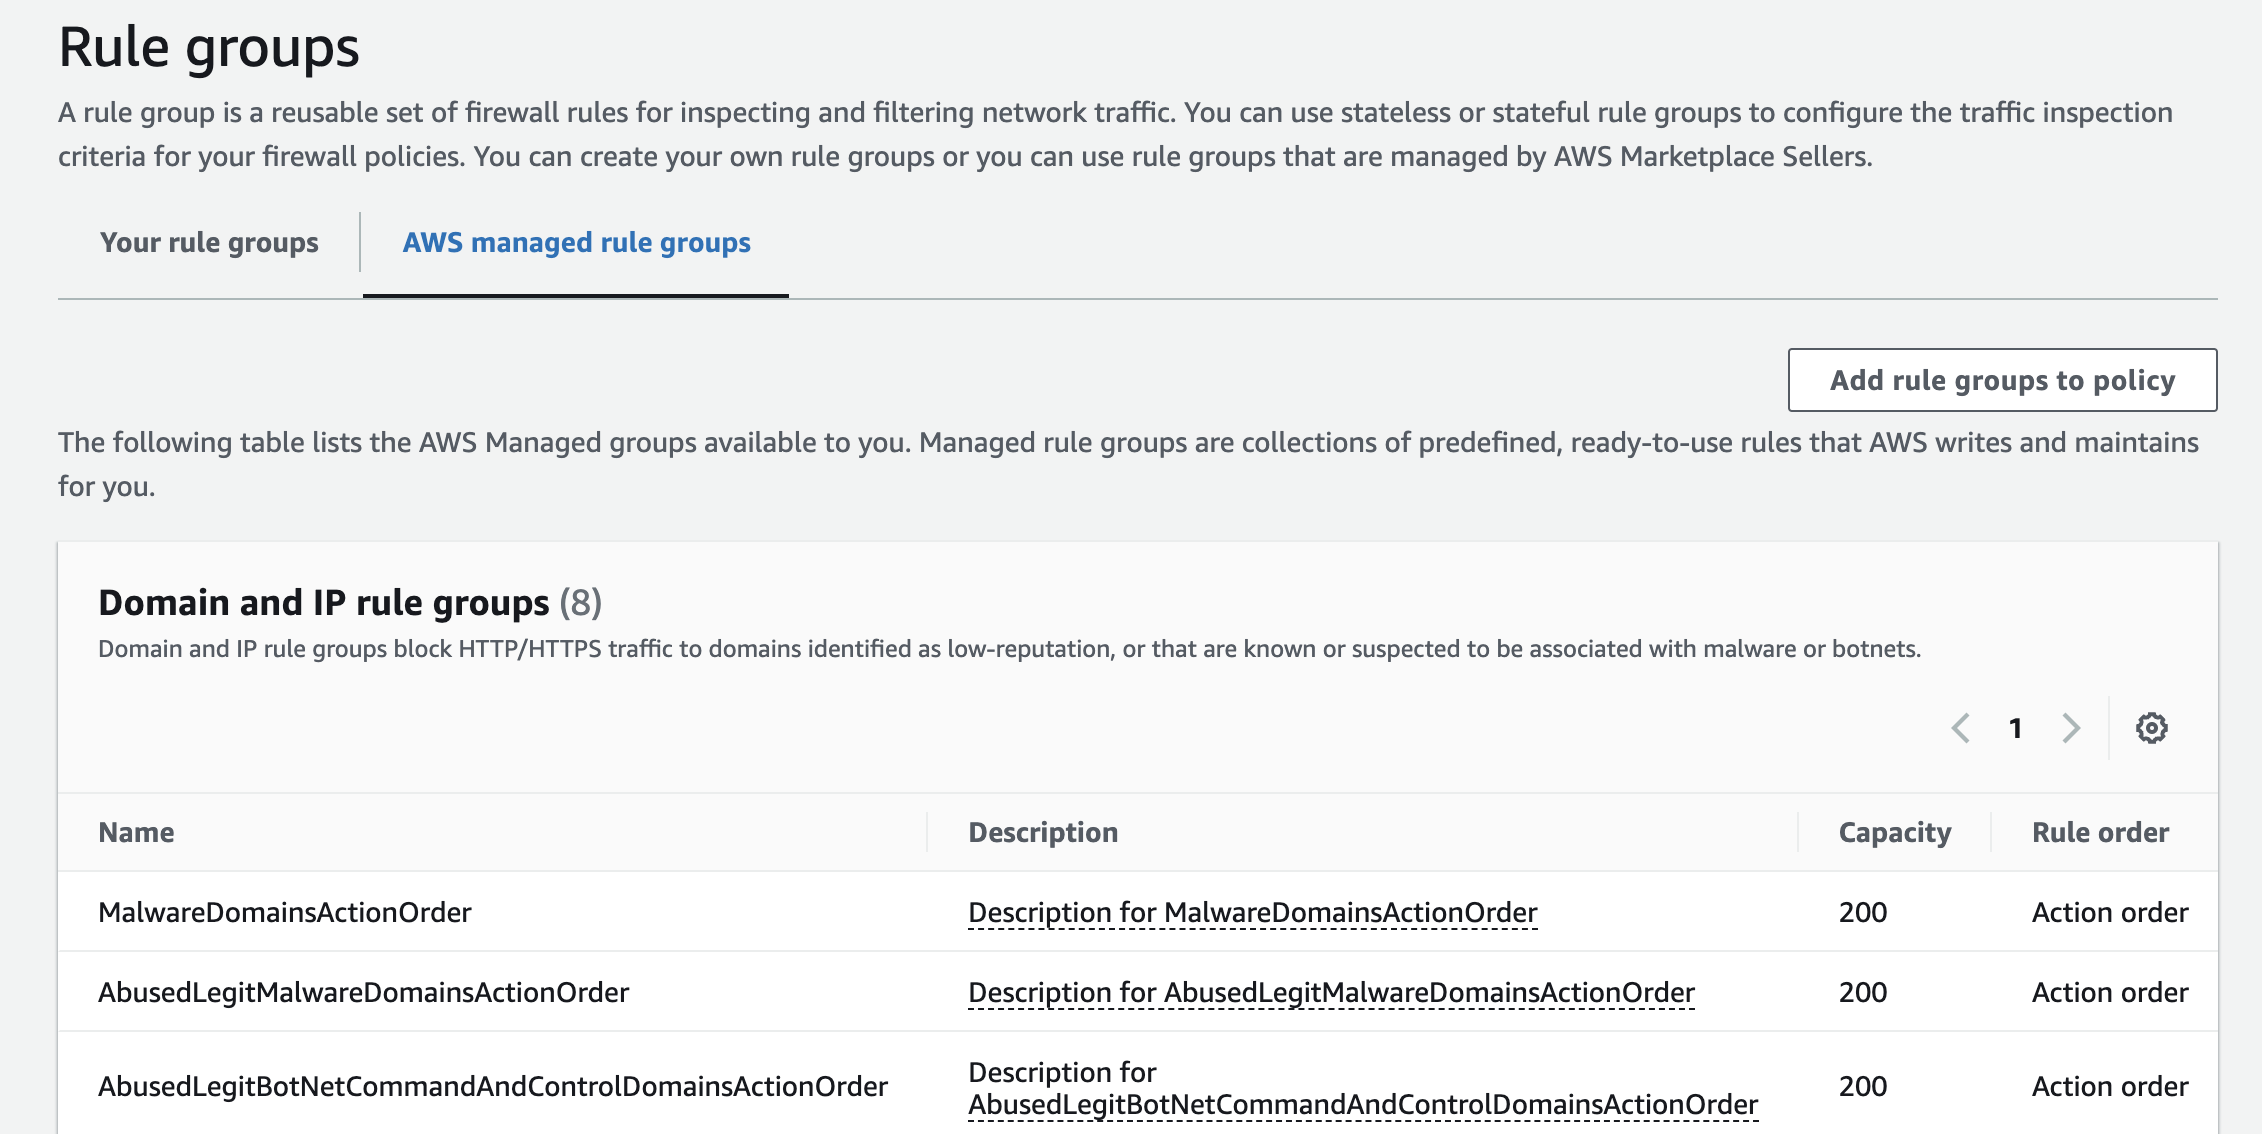 Rule groups
A rule group is a reusable set of firewall rules for inspecting and filtering network traffic. You can use stateless or stateful rule groups to configure the traffic inspection
criteria for your firewall policies. You can create your own rule groups or you can use rule groups that are managed by AWS Marketplace Sellers.
Your rule groups
AWS managed rule groups
Add rule groups to policy
The following table lists the AWS Managed groups available to you. Managed rule groups are collections of predefined, ready-to-use rules that AWS writes and maintains
for you.
Domain and IP rule groups (8)
Domain and IP rule groups block HTTP/HTTPS traffic to domains identified as low-reputation, or that are known or suspected to be associated with malware or botnets.
1
Name Description Capacity Rule order
MalwareDomainsActionOrder Description for MalwareDomainsActionOrder 200 Action order
AbusedLegitMalwareDomainsActionOrder Description for AbusedLegitMalwareDomainsActionOrder 200 Action order
AbusedLegitBotNetCommandAndControlDomainsActionOrder Description for
AbusedLegitBotNetCommandAndControlDomainsActionOrder 200 Action order